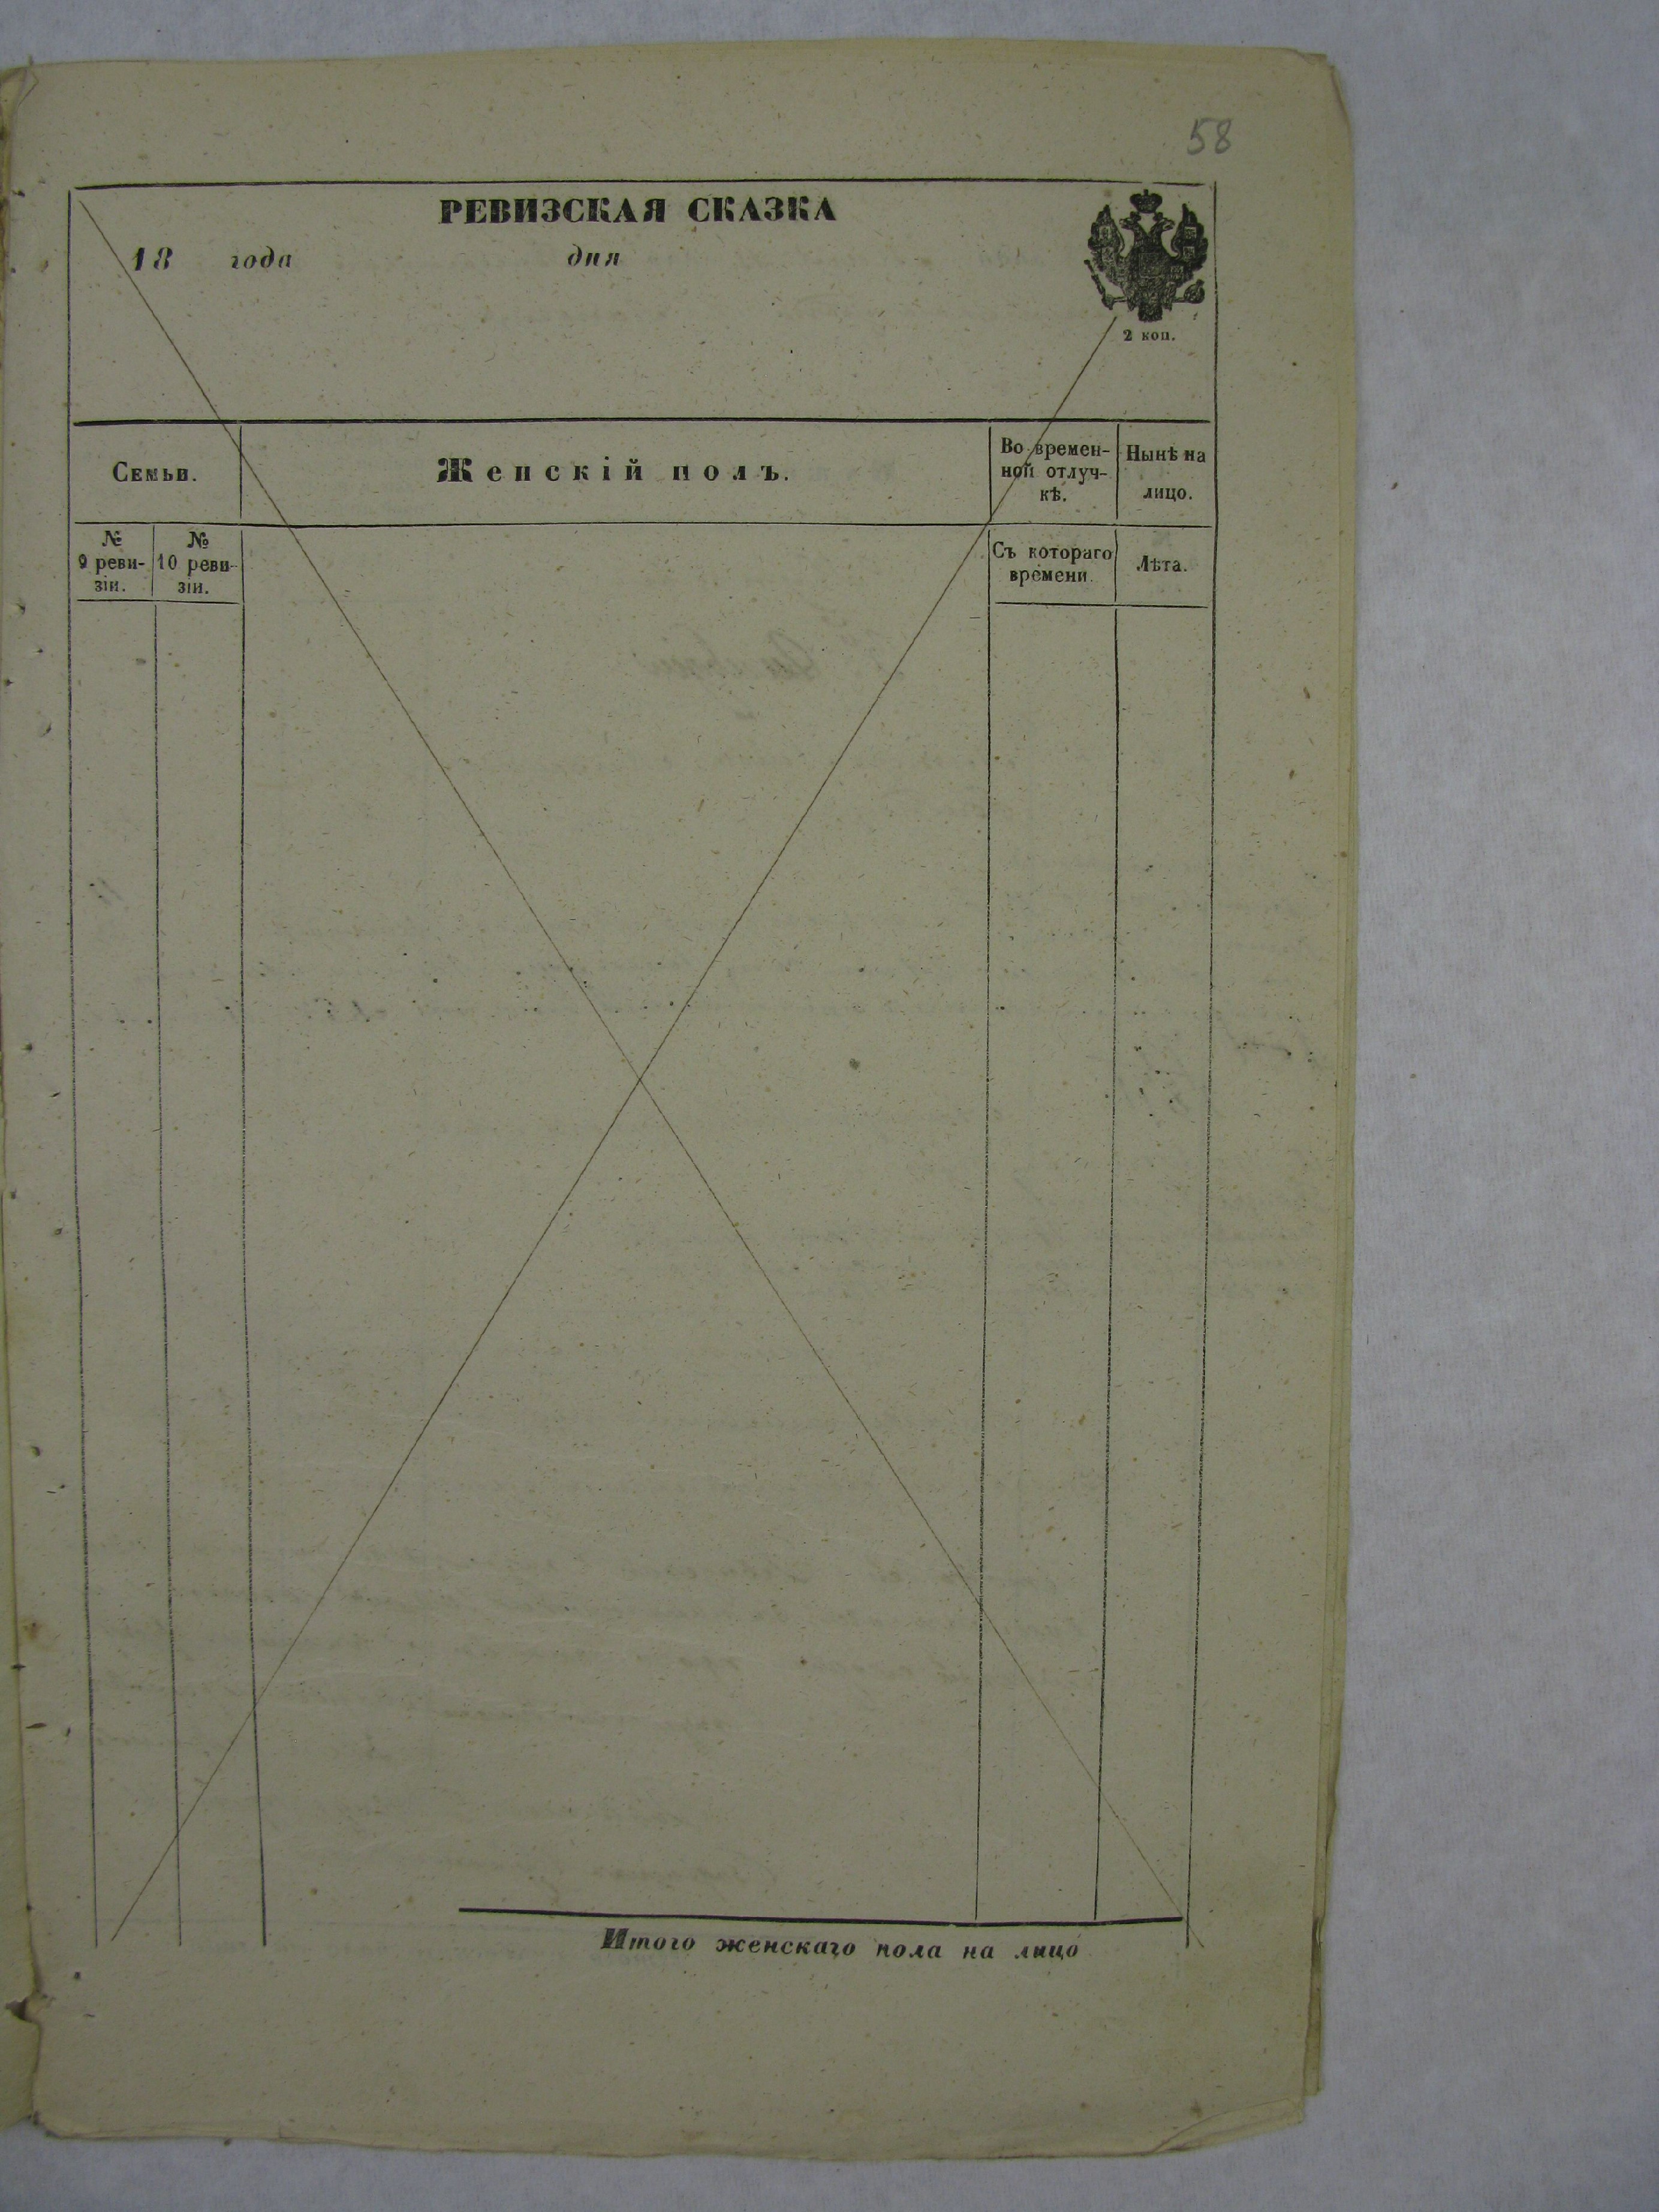 58
РЕВИЗСКАЯ СКАЗКА
18 года дня
2 коп.
Семьи.
Женскій полъ.
Во времен-
ной отлуч-
кѣ.
Нынѣ на
лицо.
№
9 реви-
зіи.
№
10 реви-
зіи.
Съ котораго
времени.
Лѣта.
Итого женскаго пола на лицо